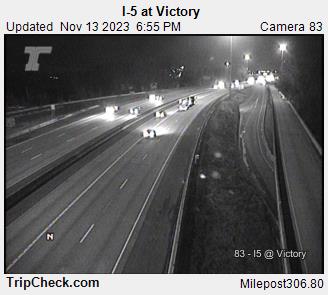 I-5 at Victory
Updated Nov 13 2023 6:55 PM Camera 83
T
N
83 - I5 @ Victory
TripCheck.com Milepost306.80